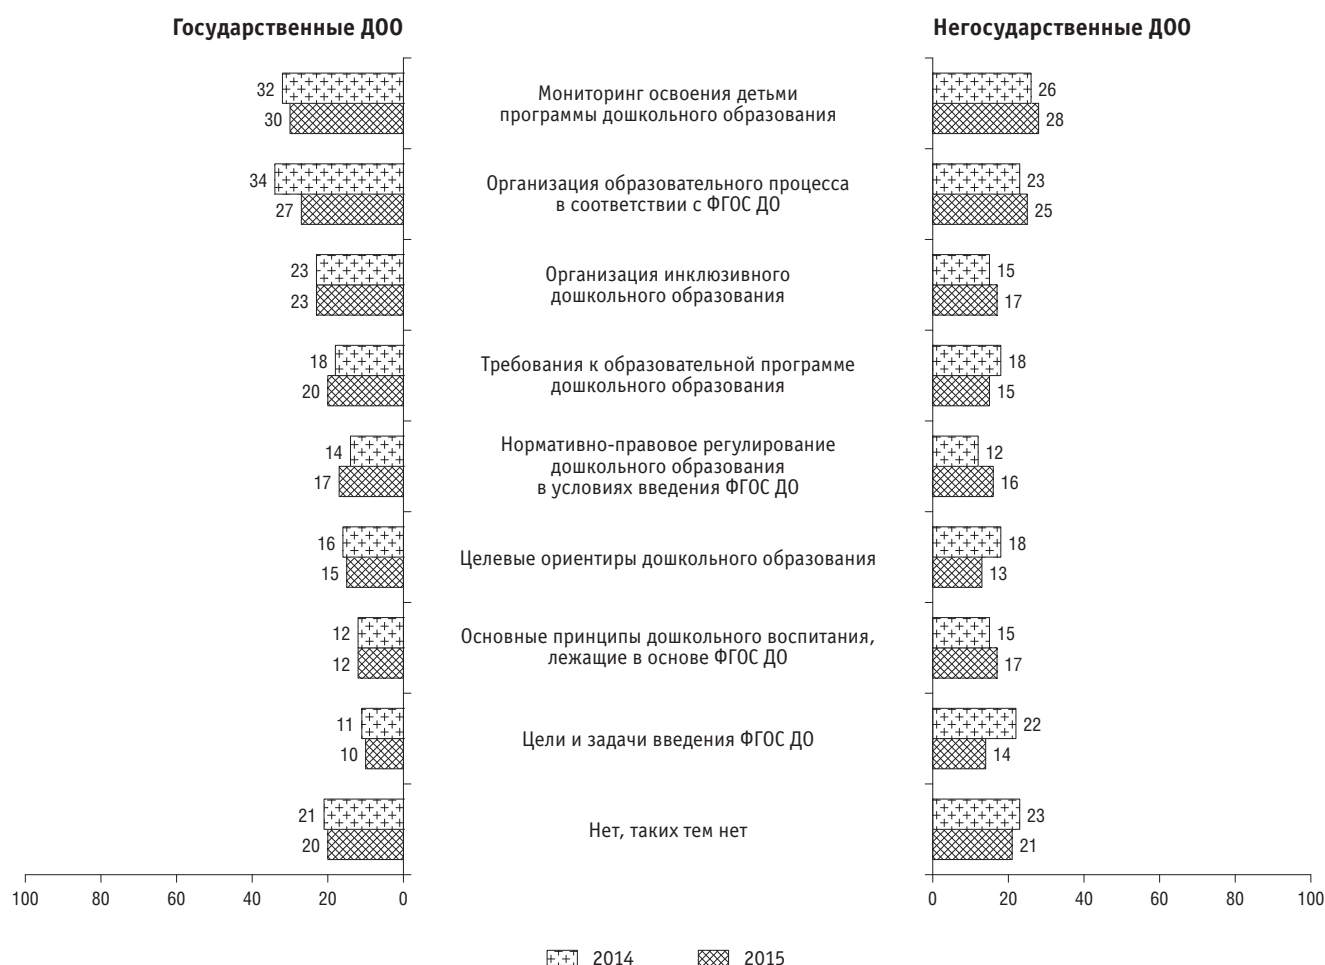 Государственные ДОО
Негосударственные ДОО
32
30
Мониторинг освоения детьми
программы дошкольного образования
26
28
34
27
Организация образовательного процесса
в соответствии с ФГОС ДО
23
25
23
23
Организация инклюзивного
дошкольного образования
15
17
18
20
Требования к образовательной программе
дошкольного образования
18
15
14
17
Нормативно-правовое регулирование
дошкольного образования
в условиях введения ФГОС ДО
12
16
16
15
Целевые ориентиры дошкольного образования
18
13
12
12
Основные принципы дошкольного воспитания,
лежащие в основе ФГОС ДО
15
17
11
10
Цели и задачи введения ФГОС ДО
22
14
21
20
Нет, таких тем нет
23
21
100 80 60 40 20 0
0 20 40 60 80 100
2014 2015